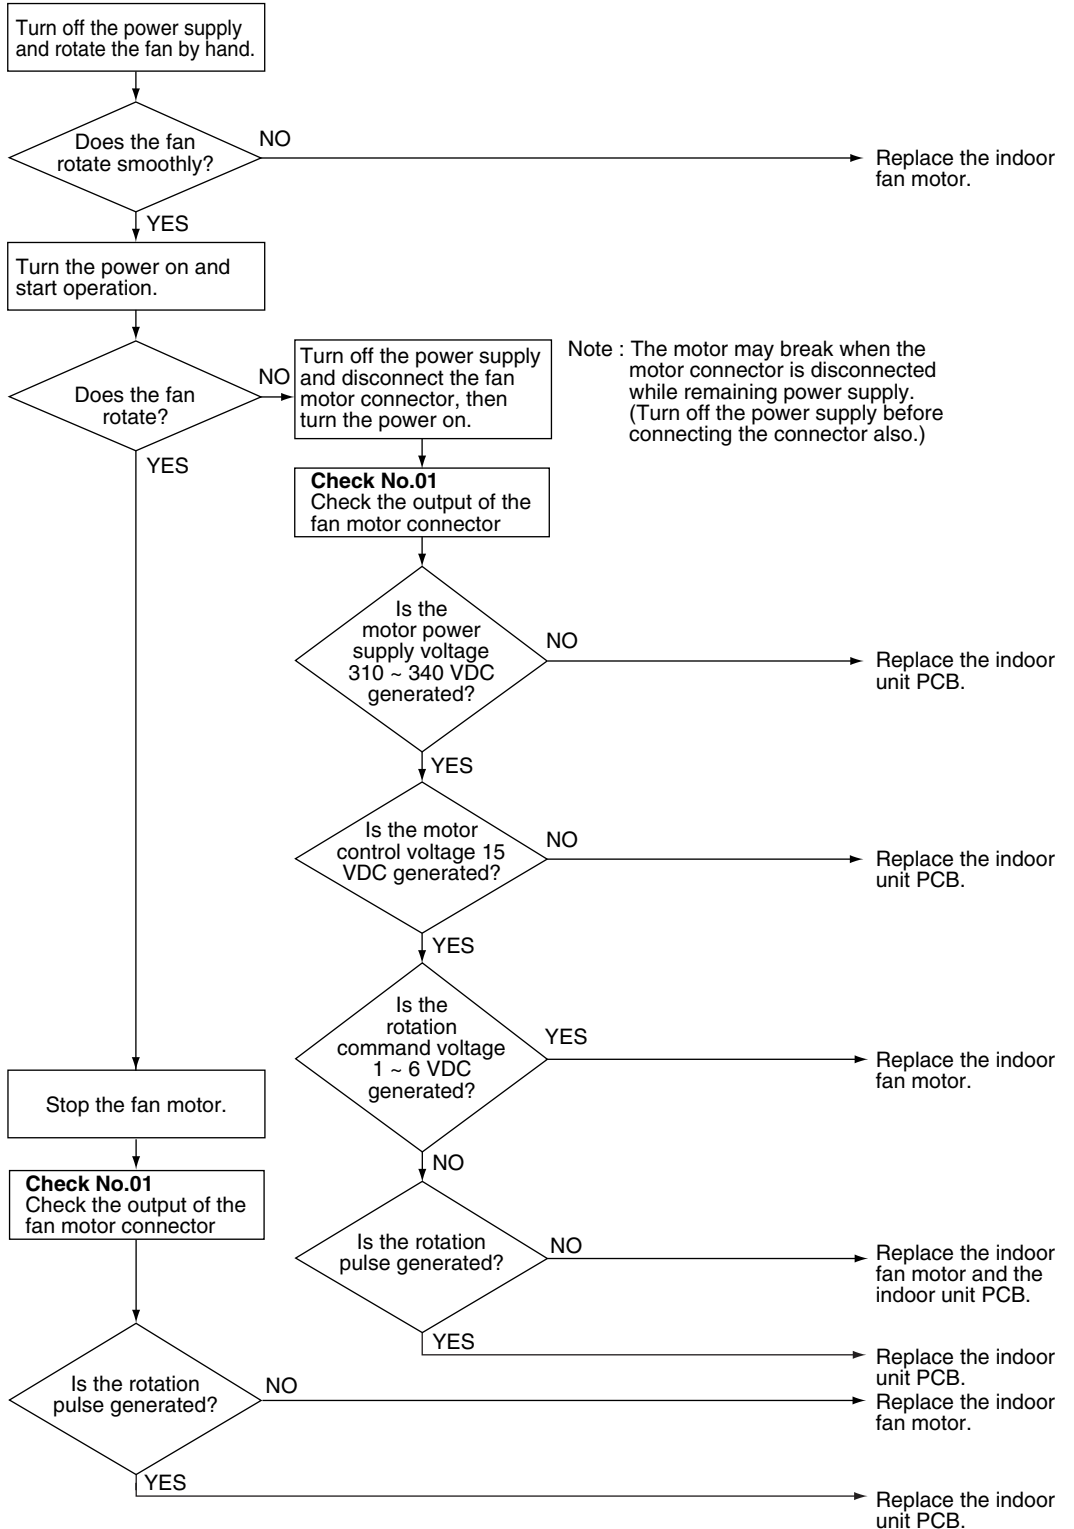 Turn off the power supply
and rotate the fan by hand.
Does the fan
rotate smoothly?
NO
Replace the indoor
fan motor.
YES
Turn the power on and
start operation.
Does the fan
rotate?
NO
Turn off the power supply
and disconnect the fan
motor connector, then
turn the power on.
Note : The motor may break when the
motor connector is disconnected
while remaining power supply.
(Turn off the power supply before
connecting the connector also.)
YES
Check No.01
Check the output of the
fan motor connector
Is the
motor power
supply voltage
310 ~ 340 VDC
generated?
NO
Replace the indoor
unit PCB.
YES
Is the motor
control voltage 15
VDC generated?
NO
Replace the indoor
unit PCB.
YES
Is the
rotation
command voltage
1 ~ 6 VDC
generated?
YES
Replace the indoor
fan motor.
NO
Stop the fan motor.
Check No.01
Check the output of the
fan motor connector
Is the rotation
pulse generated?
NO
Replace the indoor
fan motor and the
indoor unit PCB.
YES
Replace the indoor
unit PCB.
Is the rotation
pulse generated?
NO
Replace the indoor
fan motor.
YES
Replace the indoor
unit PCB.